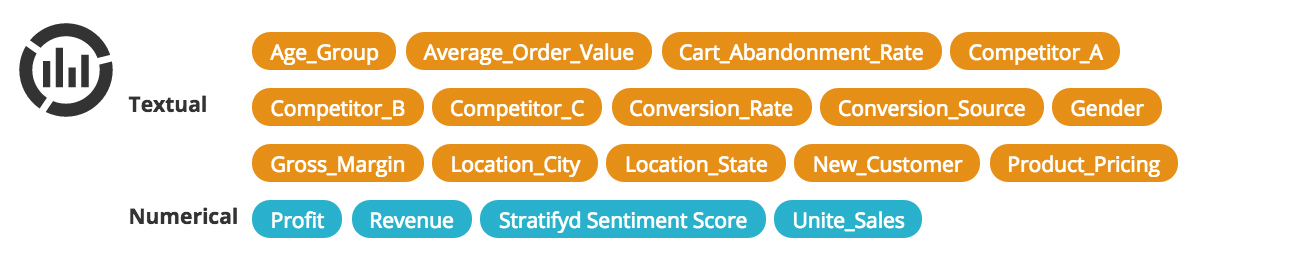 Age_Group Average_Order_Value Cart_Abandonment_Rate Competitor_A
Textual Competitor_B Competitor_C Conversion_Rate Conversion_Source Gender
Gross_Margin Location_City Location_State New_Customer Product_Pricing
Numerical Profit Revenue Stratifyd Sentiment Score Unite_Sales